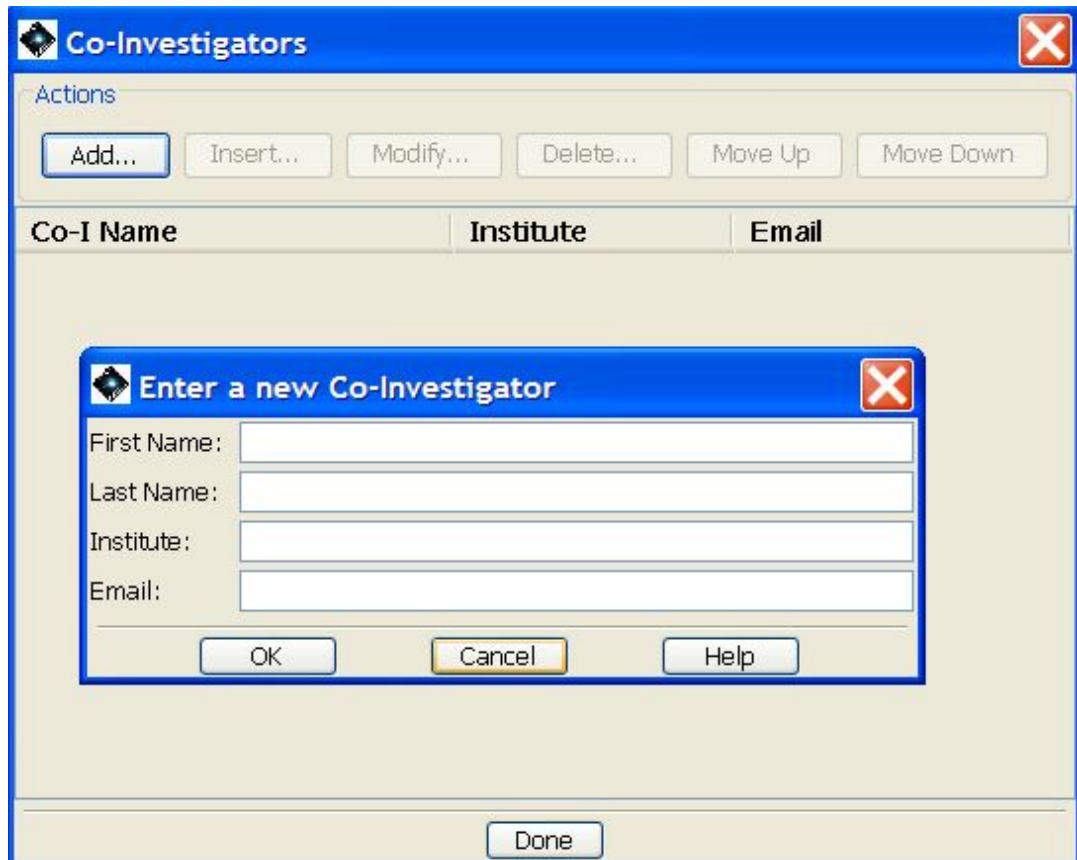 Co-Investigators
Actions
Add... Insert... Modify... Delete... Move Up Move Down
Co-I Name Institute Email
Enter a new Co-Investigator
First Name:
Last Name:
Institute:
Email:
OK Cancel Help
Done